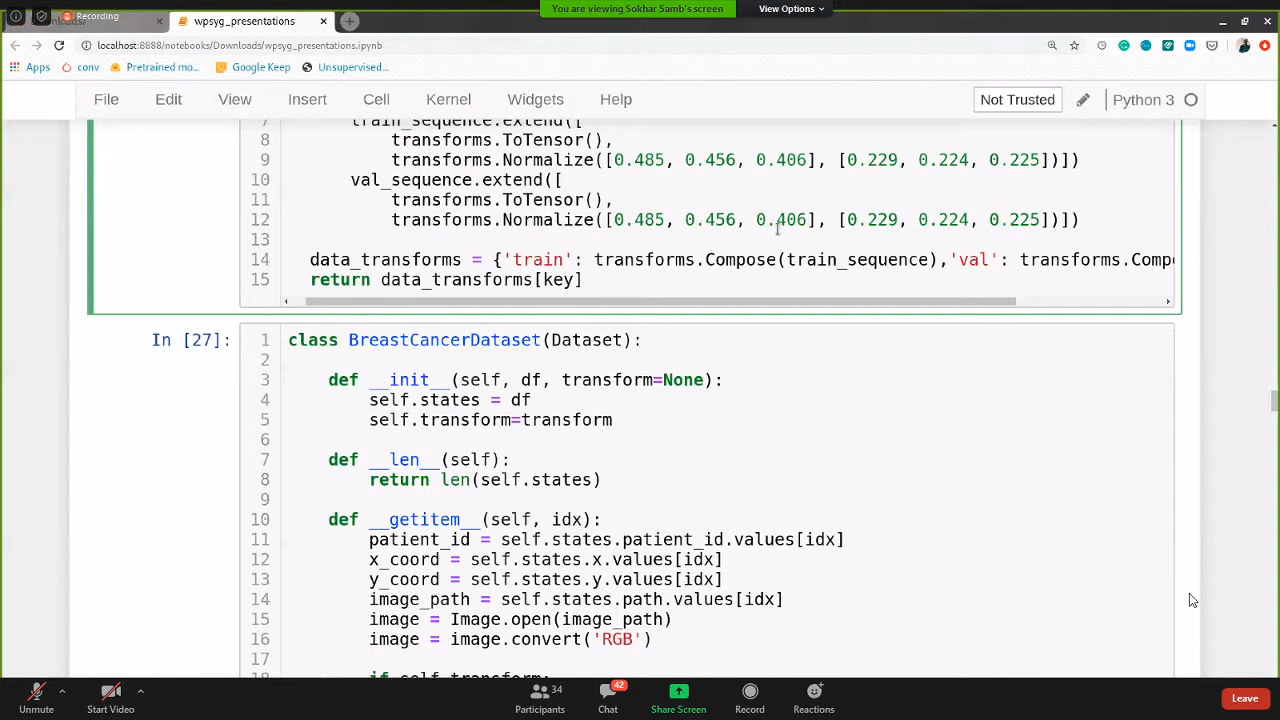 Recording
You are viewing Sokhar Samb's screen
View Options
wpsyg_presentations
localhost:8888/notebooks/Downloads/wpsyg_presentations.ipynb
Apps
conv
Pretrained mo...
Google Keep
Unsupervised...
File Edit View Insert Cell Kernel Widgets Help
Not Trusted
Python 3
7 train_sequence.extend([
8 transforms.ToTensor(),
9 transforms.Normalize([0.485, 0.456, 0.406], [0.229, 0.224, 0.225])])
10 val_sequence.extend([
11 transforms.ToTensor(),
12 transforms.Normalize([0.485, 0.456, 0.406], [0.229, 0.224, 0.225])])
13
14 data_transforms = {'train': transforms.Compose(train_sequence),'val': transforms.Compo
15 return data_transforms[key]
In [27]:
1 class BreastCancerDataset(Dataset):
2
3 def __init__(self, df, transform=None):
4 self.states = df
5 self.transform=transform
6
7 def __len__(self):
8 return len(self.states)
9
10 def __getitem__(self, idx):
11 patient_id = self.states.patient_id.values[idx]
12 x_coord = self.states.x.values[idx]
13 y_coord = self.states.y.values[idx]
14 image_path = self.states.path.values[idx]
15 image = Image.open(image_path)
16 image = image.convert('RGB')
17
18 if self.transform:
Unmute
Start Video
34
Participants
42
Chat
Share Screen
Record
Reactions
Leave